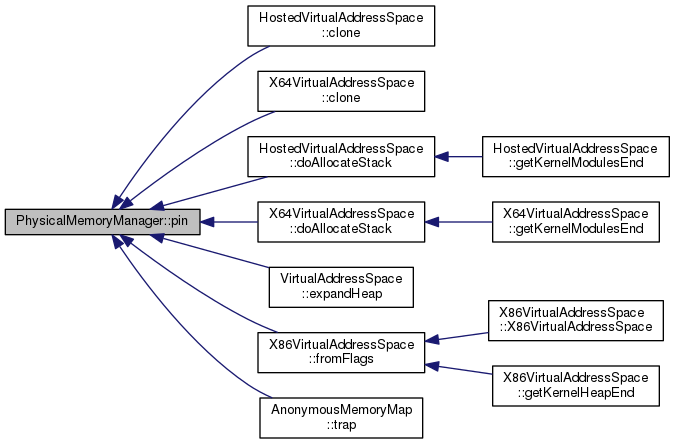 HostedVirtualAddressSpace
::clone
X64VirtualAddressSpace
::clone
HostedVirtualAddressSpace
::doAllocateStack
HostedVirtualAddressSpace
::getKernelModulesEnd
PhysicalMemoryManager::pin
X64VirtualAddressSpace
::doAllocateStack
X64VirtualAddressSpace
::getKernelModulesEnd
VirtualAddressSpace
::expandHeap
X86VirtualAddressSpace
::fromFlags
X86VirtualAddressSpace
::X86VirtualAddressSpace
X86VirtualAddressSpace
::getKernelHeapEnd
AnonymousMemoryMap
::trap